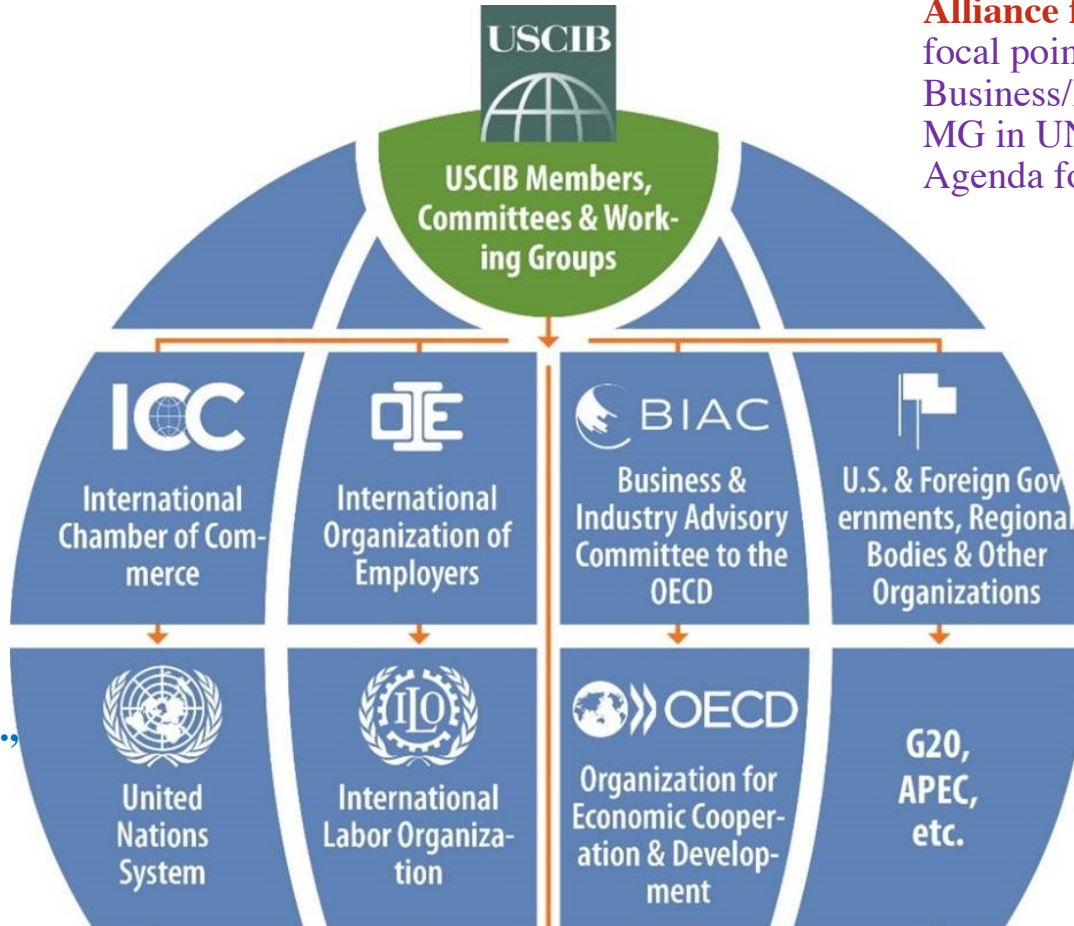 Alliance f
focal poin
Business/
MG in UN
Agenda fo
USCIB
USCIB Members,
Committees & Work-
ing Groups
ICC
International
Chamber of Com-
merce
OIE
International
Organization of
Employers
BIAC
Business &
Industry Advisory
Committee to the
OECD
U.S. & Foreign Gov
ernments, Regional
Bodies & Other
Organizations
.,
United
Nations
System
ILO
International
Labor Organiza-
tion
OECD
Organization for
Economic Cooper-
ation & Develop-
ment
G20,
APEC,
etc.